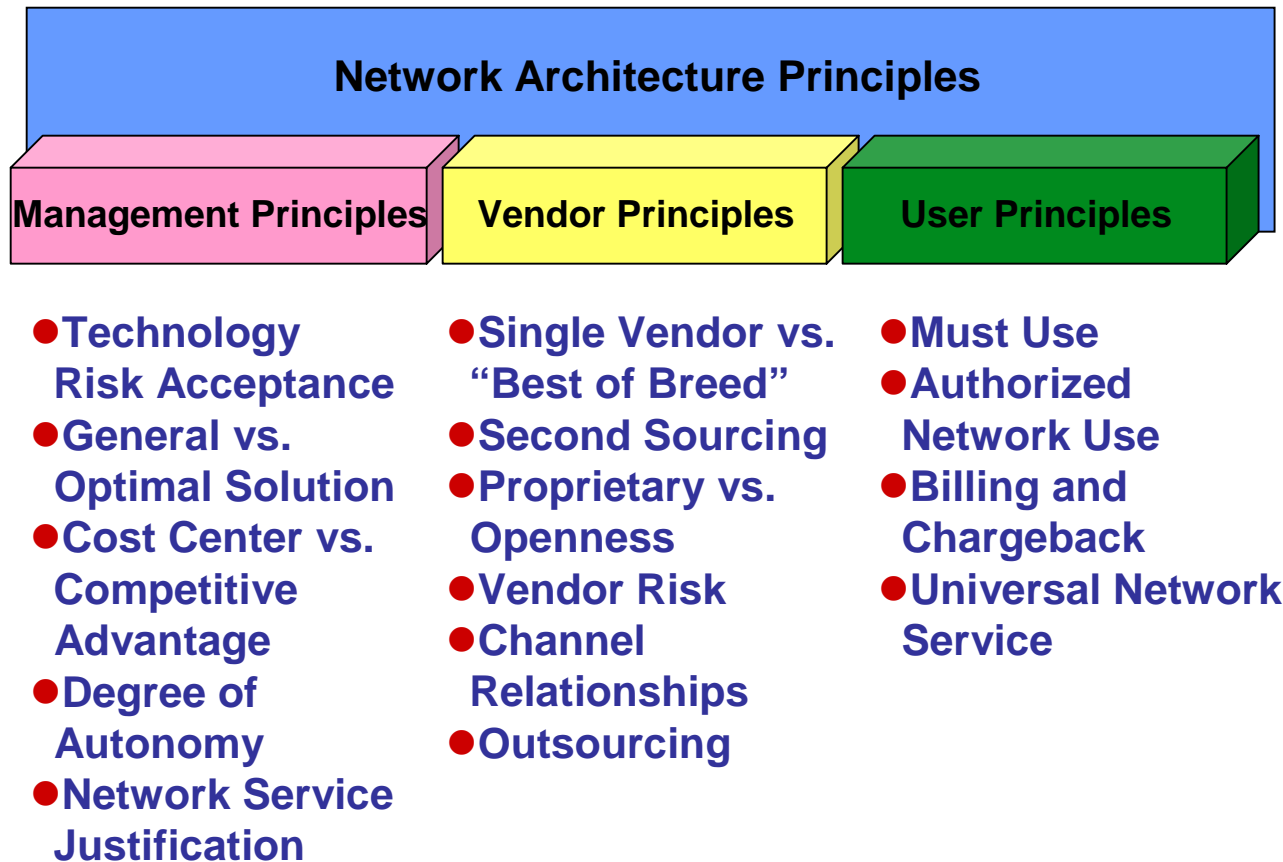 Network Architecture Principles
Management Principles
Vendor Principles
User Principles
●Technology
Risk Acceptance
●General vs.
Optimal Solution
●Cost Center vs.
Competitive
Advantage
●Degree of
Autonomy
●Network Service
Justification
●Single Vendor vs.
“Best of Breed”
●Second Sourcing
●Proprietary vs.
Openness
●Vendor Risk
●Channel
Relationships
●Outsourcing
●Must Use
●Authorized
Network Use
●Billing and
Chargeback
●Universal Network
Service